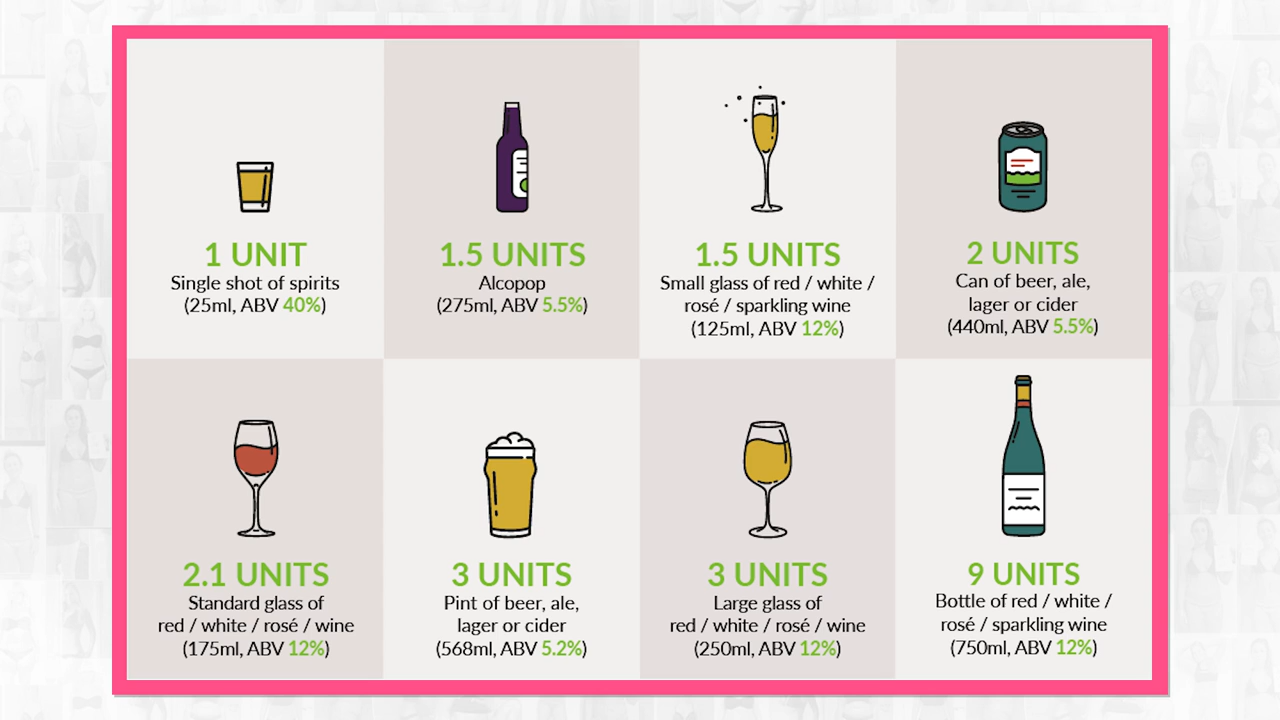 1 UNIT
Single shot of spirits
(25ml, ABV 40%)
1.5 UNITS
Alcopop
(275ml, ABV 5.5%)
1.5 UNITS
Small glass of red / white /
rosé / sparkling wine
(125ml, ABV 12%)
2 UNITS
Can of beer, ale,
lager or cider
(440ml, ABV 5.5%)
2.1 UNITS
Standard glass of
red / white / rosé / wine
(175ml, ABV 12%)
3 UNITS
Pint of beer, ale,
lager or cider
(568ml, ABV 5.2%)
3 UNITS
Large glass of
red / white / rosé / wine
(250ml, ABV 12%)
9 UNITS
Bottle of red / white /
rosé / sparkling wine
(750ml, ABV 12%)